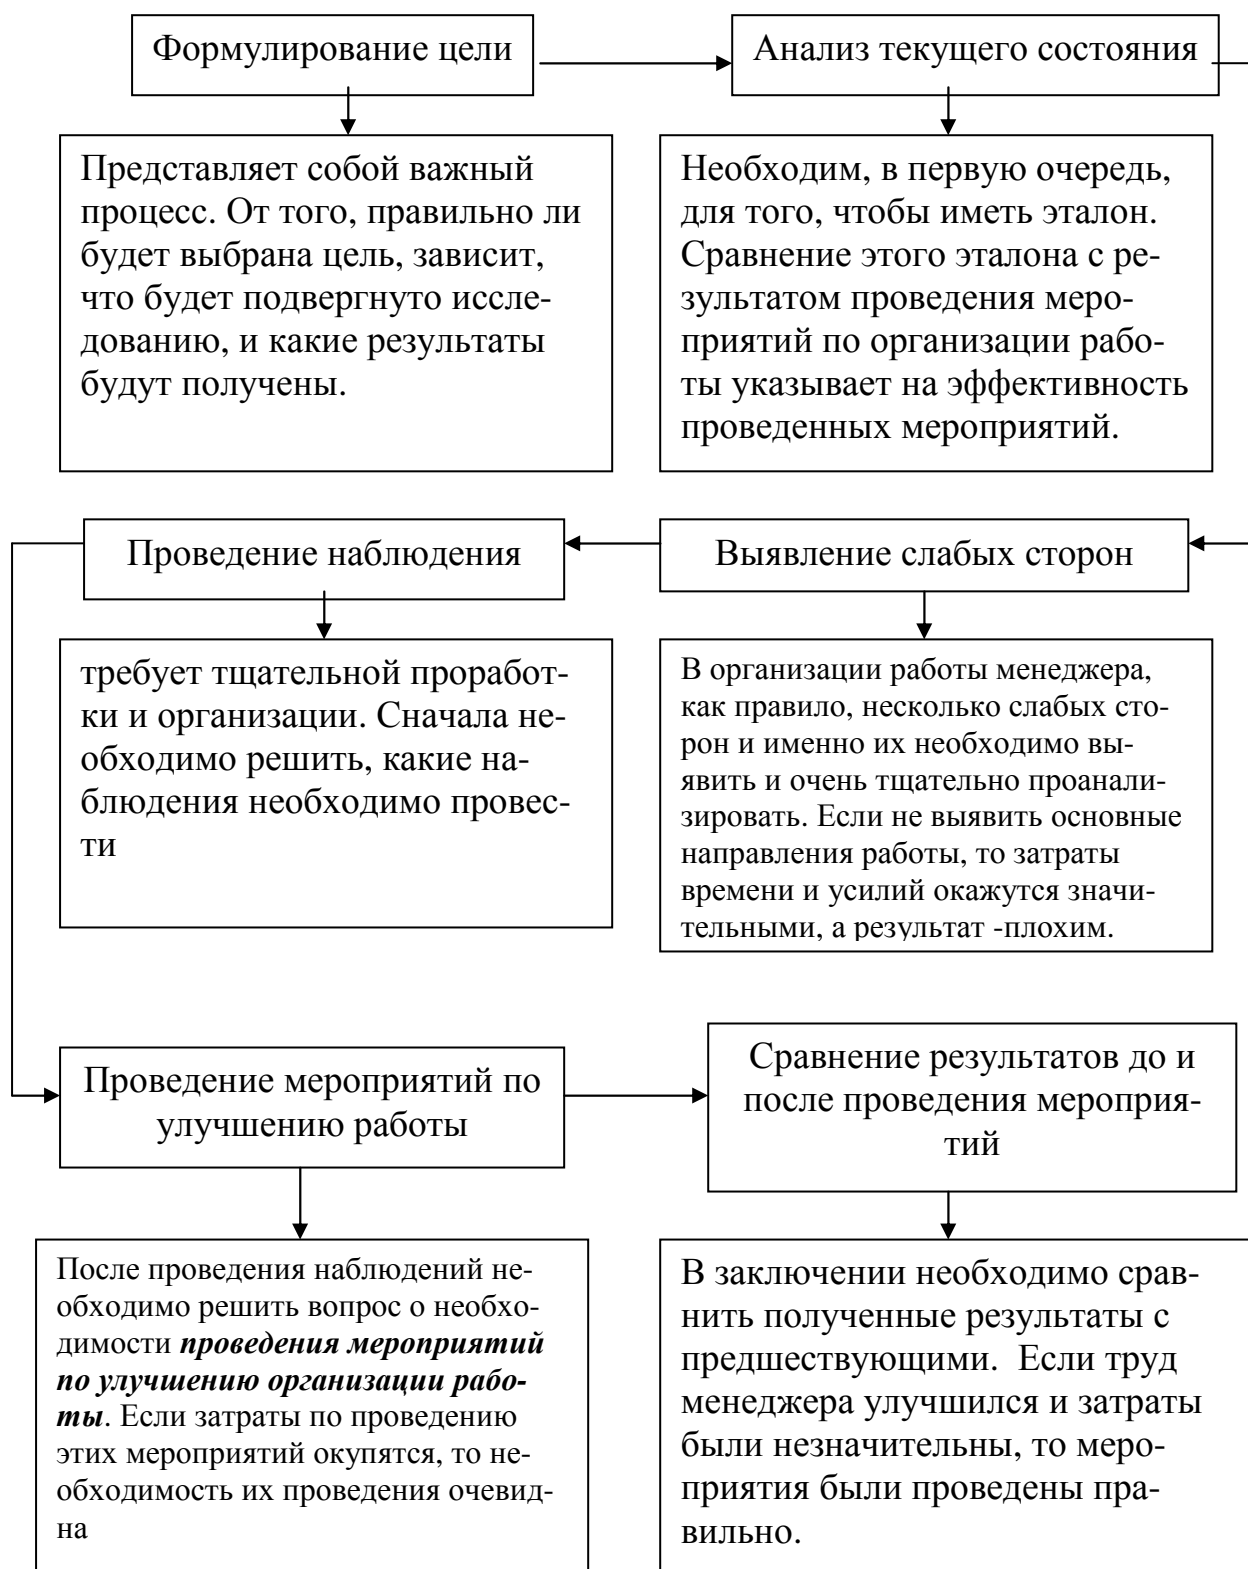 Формулирование цели
Анализ текущего состояния
Представляет собой важный
процесс. От того, правильно ли
будет выбрана цель, зависит,
что будет подвергнуто иссле-
дованию, и какие результаты
будут получены.
Необходим, в первую очередь,
для того, чтобы иметь эталон.
Сравнение этого эталона с ре-
зультатом проведения меро-
приятий по организации рабо-
ты указывает на эффективность
проведенных мероприятий.
Выявление слабых сторон
Проведение наблюдения
В организации работы менеджера,
как правило, несколько слабых сто-
рон и именно их необходимо вы-
явить и очень тщательно проанали-
зировать. Если не выявить основные
направления работы, то затраты
времени и усилий окажутся значи-
тельными, а результат -плохим.
требует тщательной проработ-
ки и организации. Сначала не-
обходимо решить, какие на-
блюдения необходимо провес-
ти
Проведение мероприятий по
улучшению работы
Сравнение результатов до и
после проведения мероприя-
тий
После проведения наблюдений не-
обходимо решить вопрос о необхо-
димости проведения мероприятий
по улучшению организации рабо-
ты. Если затраты по проведению
этих мероприятий окупятся, то не-
обходимость их проведения очевид-
на
В заключении необходимо срав-
нить полученные результаты с
предшествующими.  Если труд
менеджера улучшился и затраты
были незначительны, то меро-
приятия были проведены пра-
вильно.